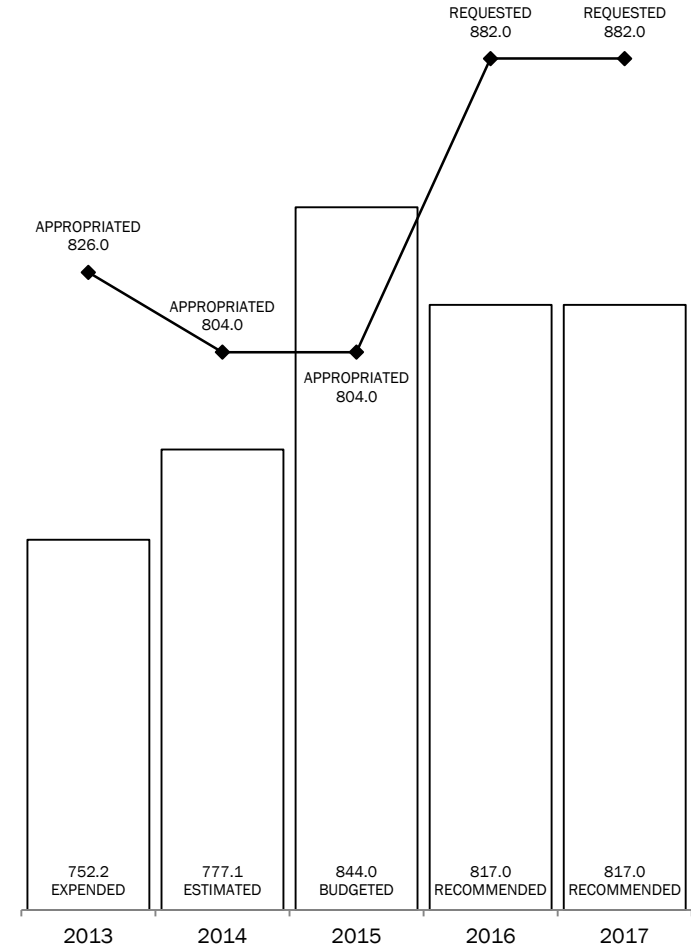 REQUESTED
882.0
REQUESTED
882.0
APPROPRIATED
826.0
APPROPRIATED
804.0
APPROPRIATED
804.0
752.2
EXPENDED
777.1
ESTIMATED
844.0
BUDGETED
817.0
RECOMMENDED
817.0
RECOMMENDED
2013
2014
2015
2016
2017